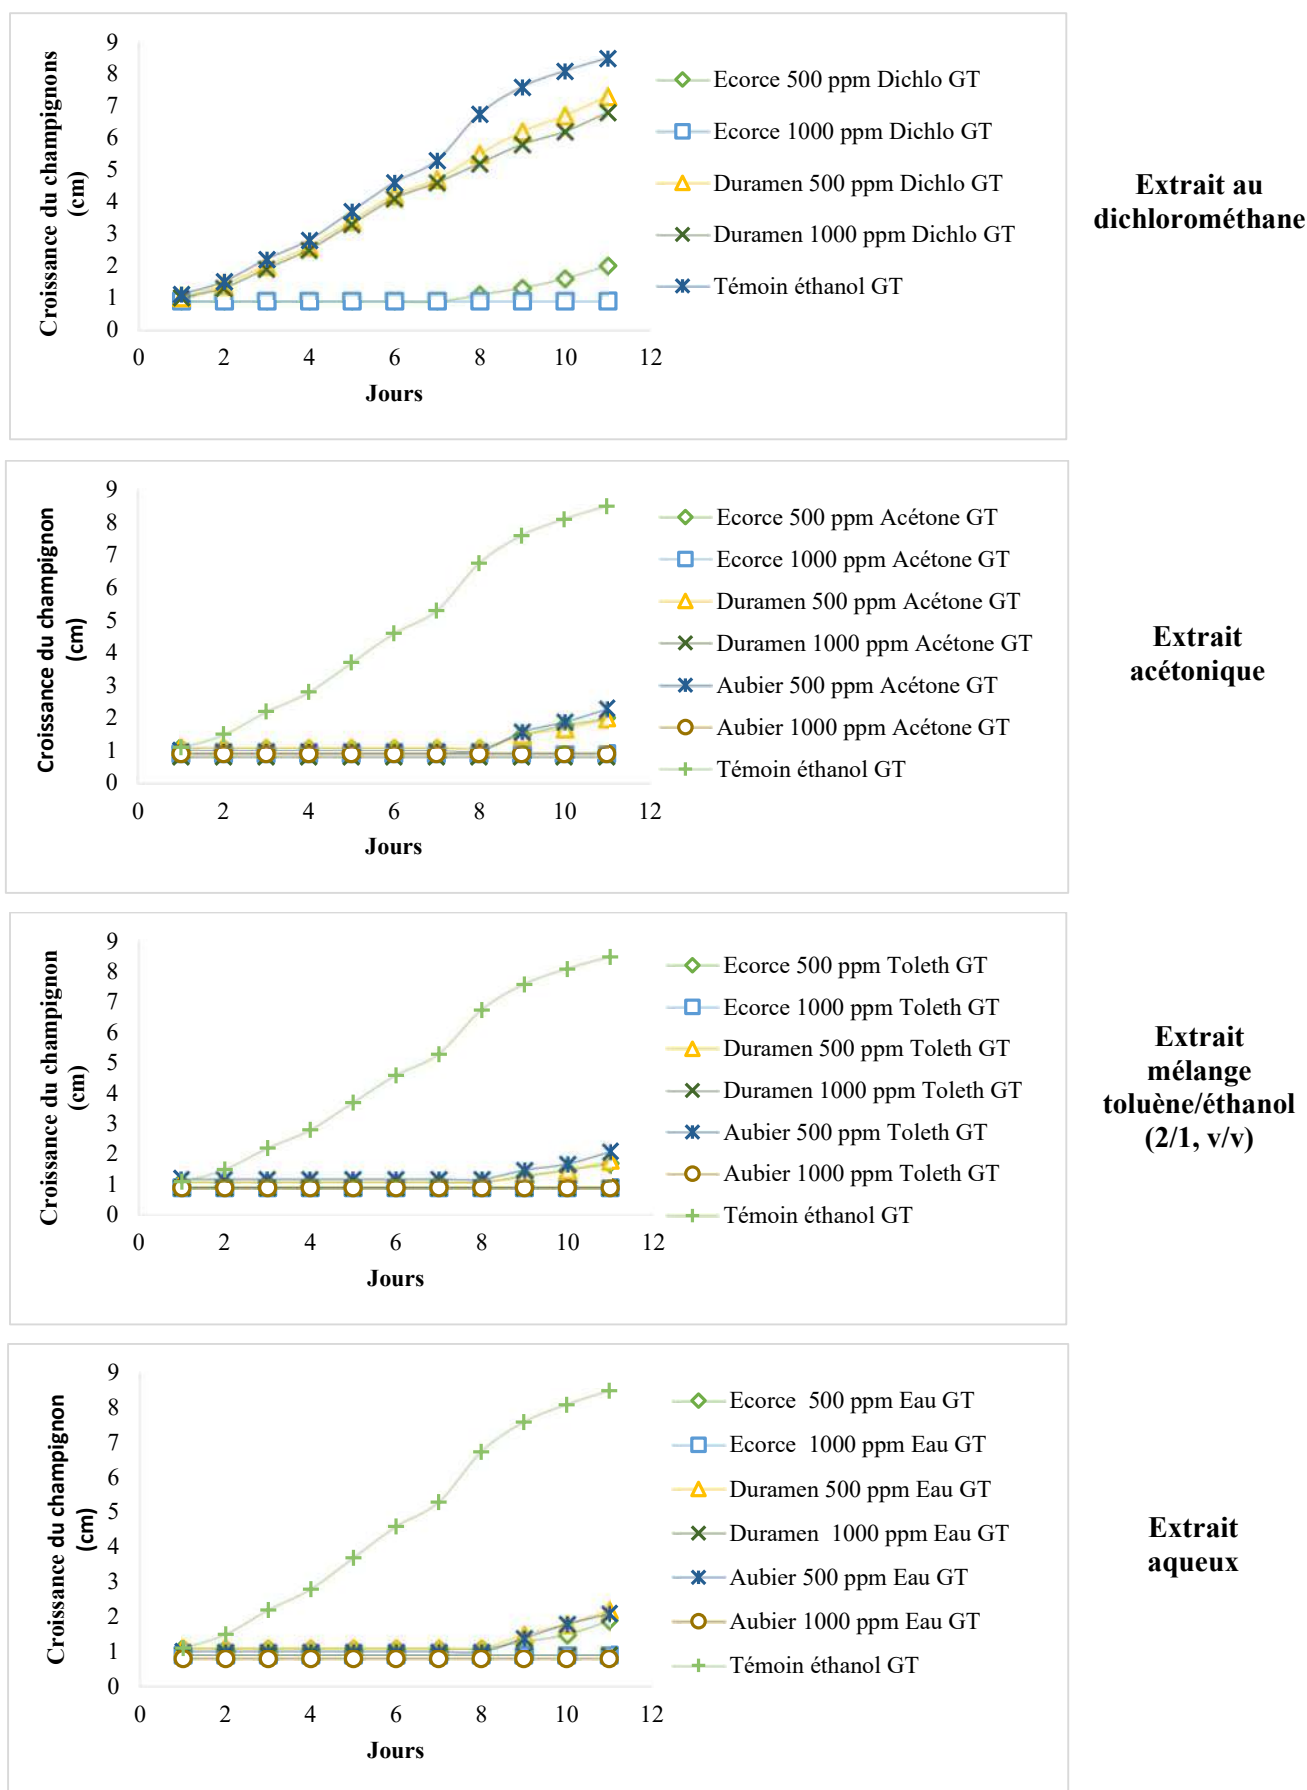 Croissance du champignons
(cm)
9
8
7
6
5
4
3
2
1
0
0 2 4 6 8 10 12
Jours
Ecorce 500 ppm Dichlo GT
Ecorce 1000 ppm Dichlo GT
Duramen 500 ppm Dichlo GT
Duramen 1000 ppm Dichlo GT
Témoin éthanol GT
Extrait au
dichlorométhane
Croissance du champignon
(cm)
9
8
7
6
5
4
3
2
1
0
0 2 4 6 8 10 12
Jours
Ecorce 500 ppm Acétone GT
Ecorce 1000 ppm Acétone GT
Duramen 500 ppm Acétone GT
Duramen 1000 ppm Acétone GT
Aubier 500 ppm Acétone GT
Aubier 1000 ppm Acétone GT
Témoin éthanol GT
Extrait
acétonique
Croissance du champignon
(cm)
9
8
7
6
5
4
3
2
1
0
0 2 4 6 8 10 12
Jours
Ecorce 500 ppm Toleth GT
Ecorce 1000 ppm Toleth GT
Duramen 500 ppm Toleth GT
Duramen 1000 ppm Toleth GT
Aubier 500 ppm Toleth GT
Aubier 1000 ppm Toleth GT
Témoin éthanol GT
Extrait
mélange
toluène/éthanol
(2/1, v/v)
Croissance du champignon
(cm)
9
8
7
6
5
4
3
2
1
0
0 2 4 6 8 10 12
Jours
Ecorce 500 ppm Eau GT
Ecorce 1000 ppm Eau GT
Duramen 500 ppm Eau GT
Duramen 1000 ppm Eau GT
Aubier 500 ppm Eau GT
Aubier 1000 ppm Eau GT
Témoin éthanol GT
Extrait
aqueux